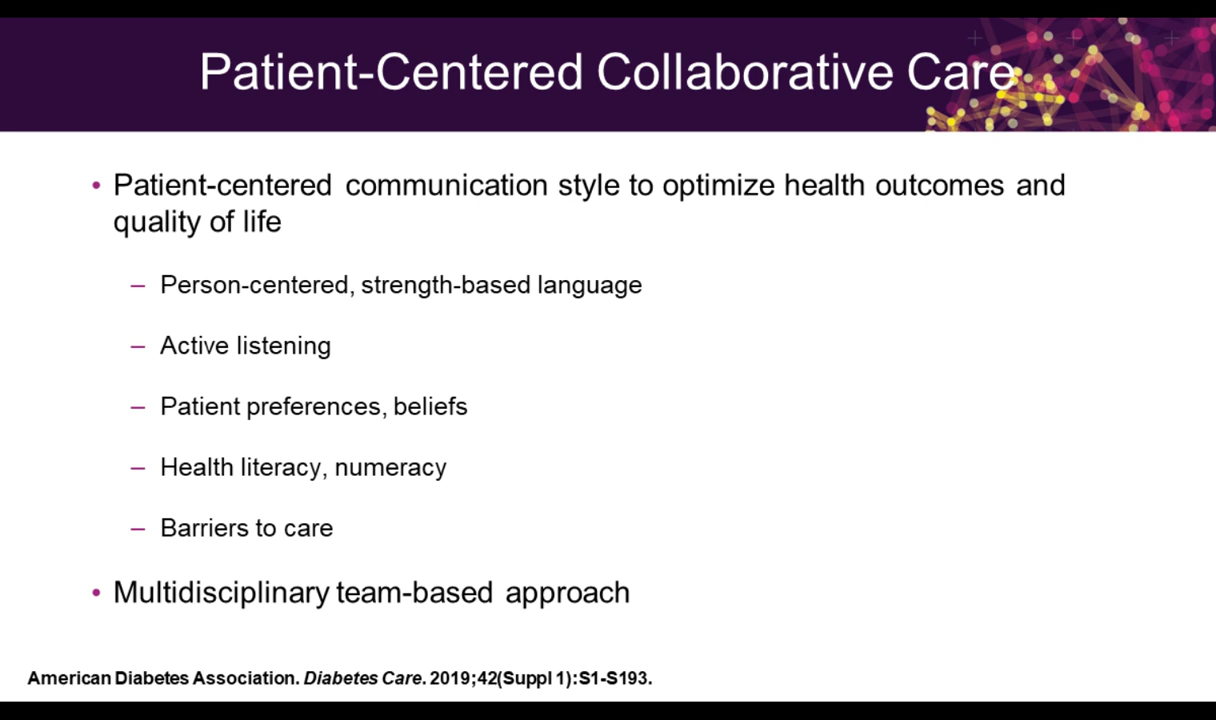 Patient-Centered Collaborative Care
• Patient-centered communication style to optimize health outcomes and
quality of life
– Person-centered, strength-based language
– Active listening
– Patient preferences, beliefs
– Health literacy, numeracy
– Barriers to care
• Multidisciplinary team-based approach
American Diabetes Association. Diabetes Care. 2019;42(Suppl 1):S1-S193.